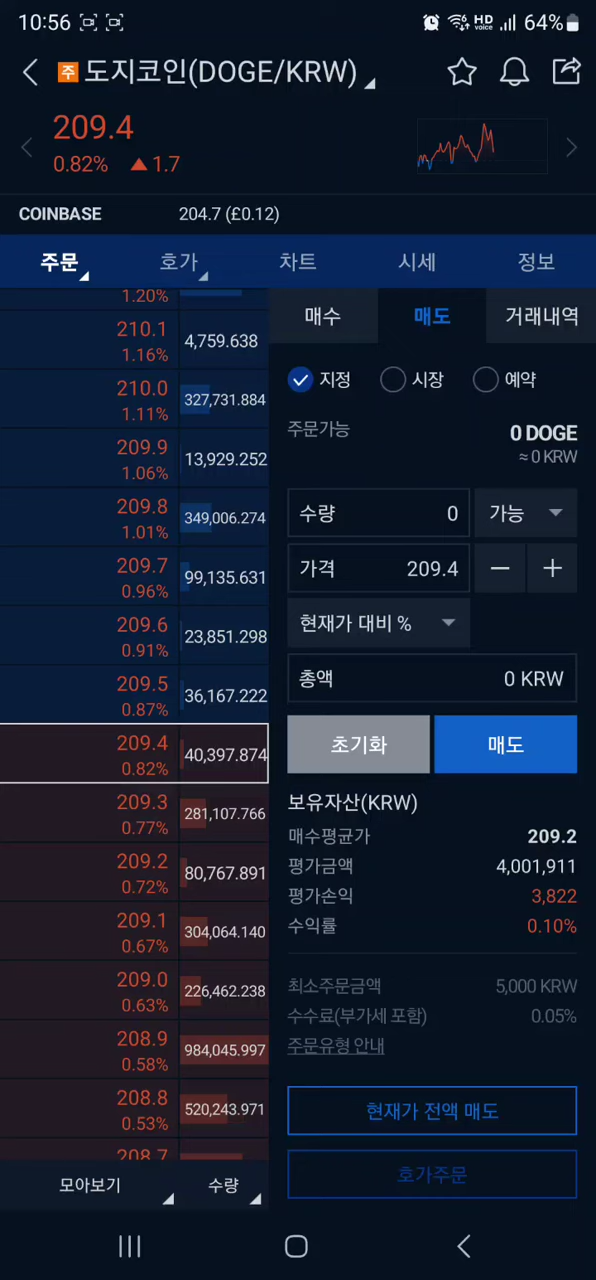 10:56
HD voice 64%
주 도지코인(DOGE/KRW)
209.4
0.82% ▲ 1.7
COINBASE 204.7 (£0.12)
주문 호가 차트 시세 정보
1.20%
210.1 4,759.638
1.16%
210.0 327,731.884
1.11%
209.9 13,929.252
1.06%
209.8 349,006.274
1.01%
209.7 99,135.631
0.96%
209.6 23,851.298
0.91%
209.5 36,167.222
0.87%
209.4 40,397.874
0.82%
209.3 281,107.766
0.77%
209.2 80,767.891
0.72%
209.1 304,064.140
0.67%
209.0 226,462.238
0.63%
208.9 984,045.997
0.58%
208.8 520,243.971
0.53%
208.7
모아보기 수량
매수 매도 거래내역
지정 시장 예약
주문가능 0 DOGE
≈ 0 KRW
수량 0 가능
가격 209.4 − +
현재가 대비 %
총액 0 KRW
초기화 매도
보유자산(KRW)
매수평균가 209.2
평가금액 4,001,911
평가손익 3,822
수익률 0.10%
최소주문금액 5,000 KRW
수수료(부가세 포함) 0.05%
주문유형 안내
현재가 전액 매도
호가주문